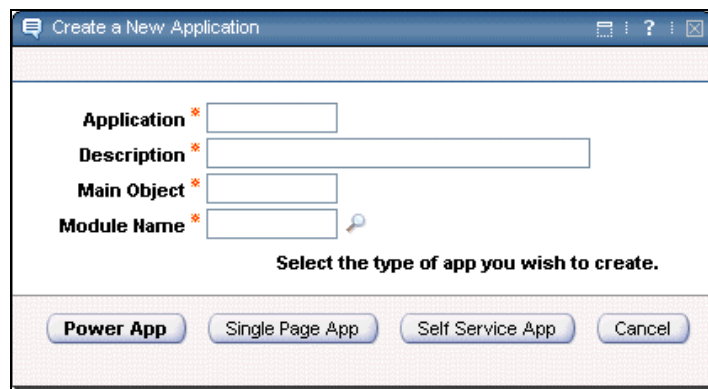 Create a New Application ?
Application *
Description *
Main Object *
Module Name *
Select the type of app you wish to create.
Power App Single Page App Self Service App Cancel